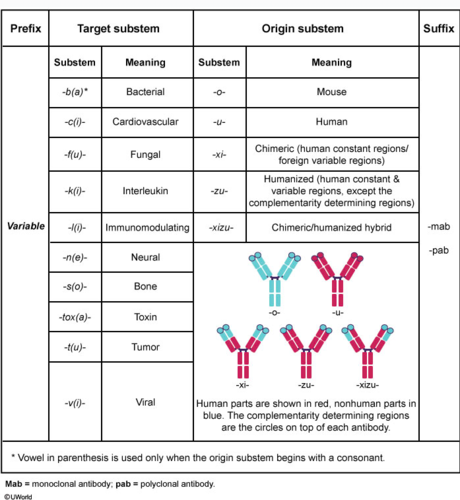 Prefix Target substem Origin substem Suffix
Substem Meaning Substem Meaning
-b(a)* Bacterial -o- Mouse
-c(i)- Cardiovascular -u- Human
-f(u)- Fungal -xi- Chimeric (human constant regions/
foreign variable regions)
-k(i)- Interleukin -zu- Humanized (human constant &
variable regions, except the
complementarity determining regions)
Variable -l(i)- Immunomodulating -xizu- Chimeric/humanized hybrid -mab
-pab
-n(e)- Neural
-s(o)- Bone
-o- -u-
-tox(a)- Toxin
-t(u)- Tumor
-xi- -zu- -xizu-
-v(i)- Viral
Human parts are shown in red, nonhuman parts in
blue. The complementarity determining regions
are the circles on top of each antibody.
* Vowel in parenthesis is used only when the origin substem begins with a consonant.
Mab = monoclonal antibody; pab = polyclonal antibody.
©UWorld